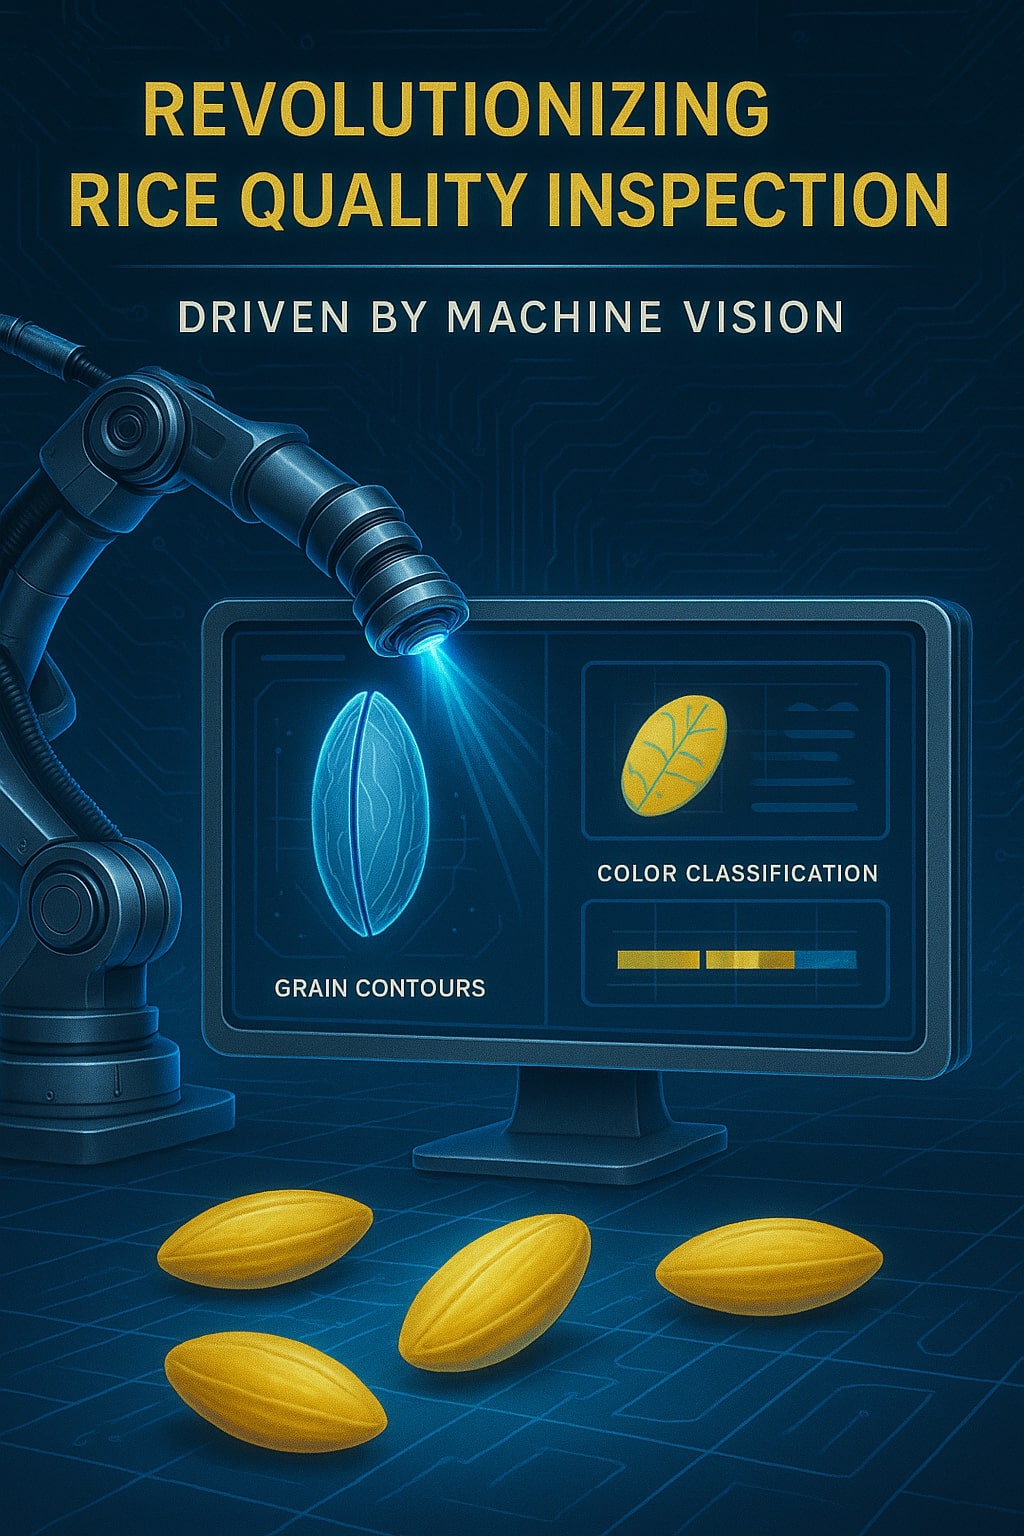 REVOLUTIONIZING
RICE QUALITY INSPECTION
DRIVEN BY MACHINE VISION
COLOR CLASSIFICATION
GRAIN CONTOURS